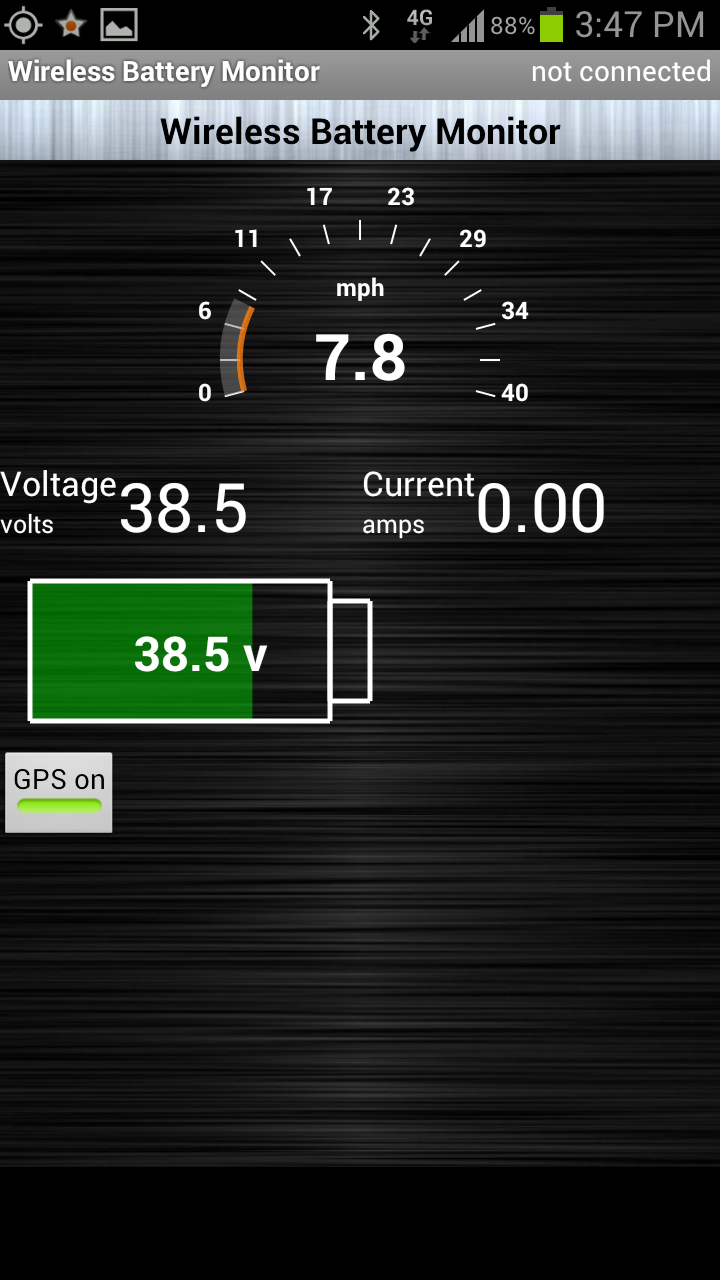 4G 88% 3:47 PM
Wireless Battery Monitor not connected
Wireless Battery Monitor
17 23
11 29
mph
6 34
7.8
0 40
Voltage 38.5 Current 0.00
volts amps
38.5 v
GPS on